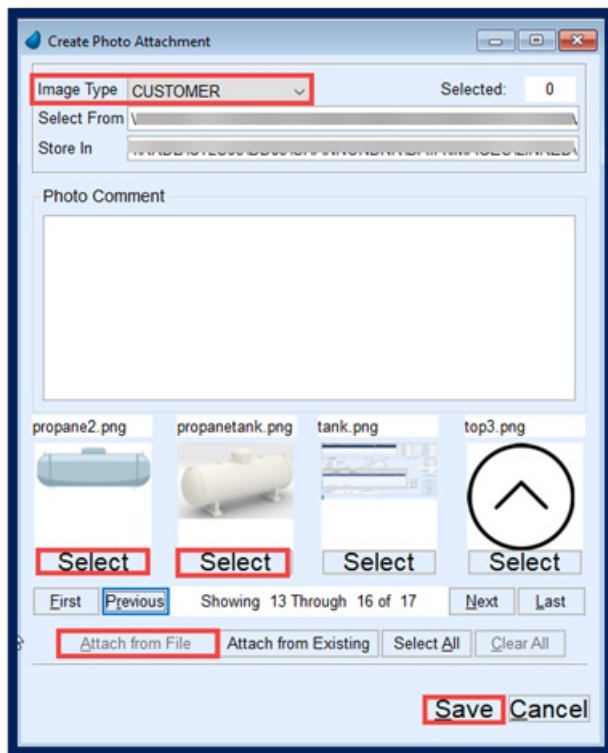 Create Photo Attachment
Image Type CUSTOMER Selected: 0
Select From
Store In
Photo Comment
propane2.png propanetank.png tank.png top3.png
Select Select Select Select
First Previous Showing 13 Through 16 of 17 Next Last
Attach from File Attach from Existing Select All Clear All
Save Cancel